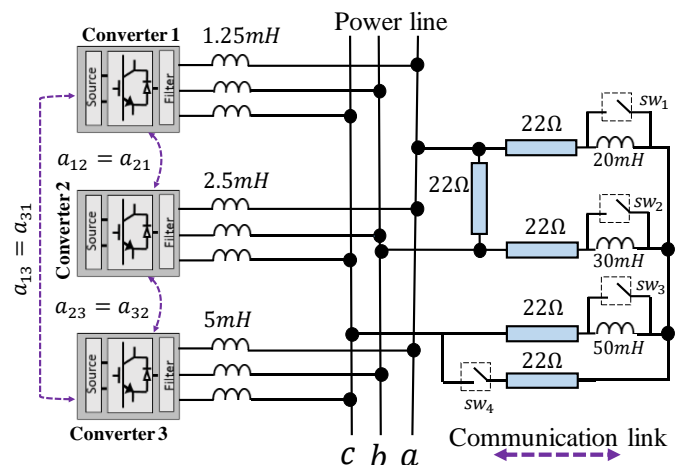 Power line
Converter 1
1.25mH
Source
Filter
sw₁
22Ω
20mH
a₁₂ = a₂₁
22Ω
a₁₃ = a₃₁
Converter 2
2.5mH
Source
Filter
sw₂
22Ω
30mH
a₂₃ = a₃₂
sw₃
5mH
22Ω
50mH
Source
Filter
22Ω
sw₄
Converter 3
c b a
Communication link